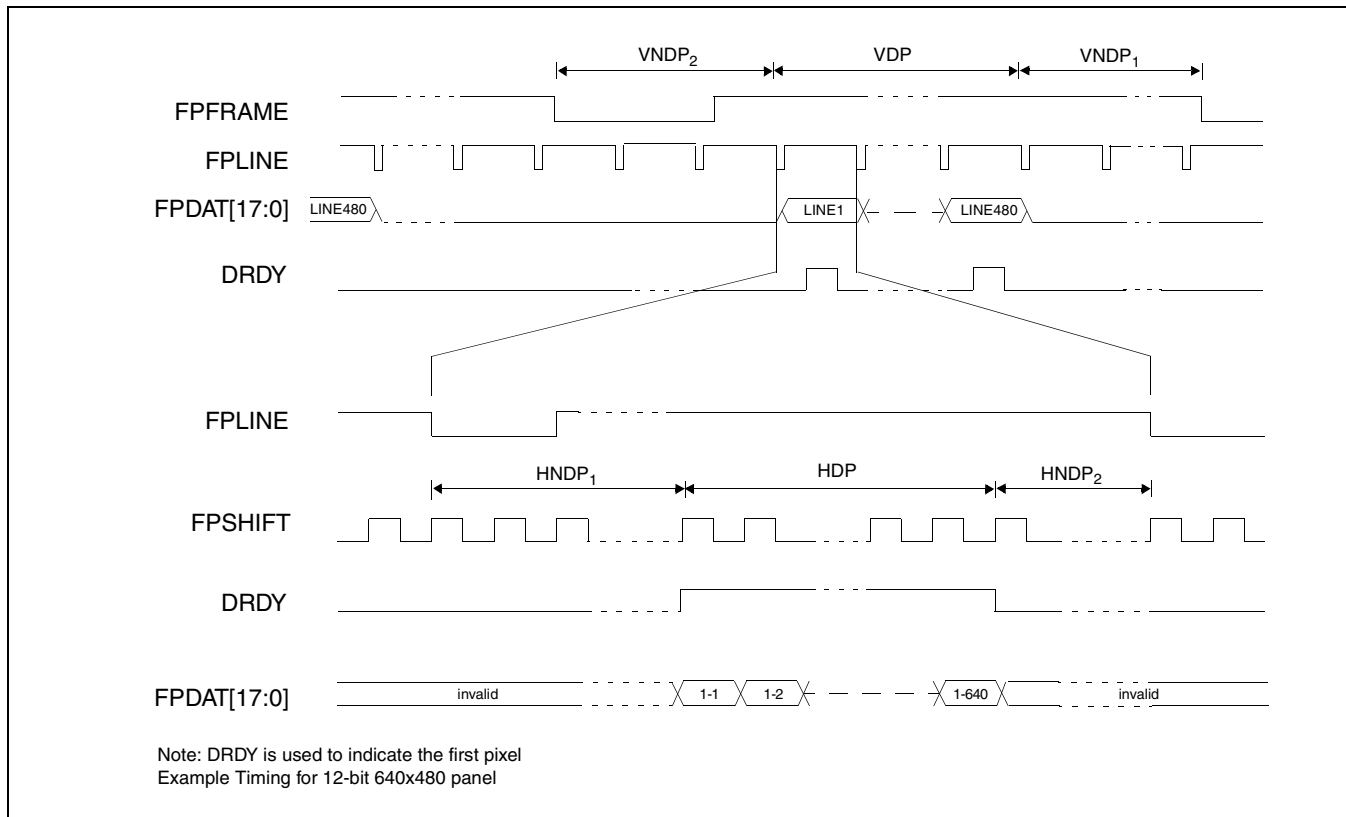 VNDP2 VDP VNDP1
FPFRAME
FPLINE
FPDAT[17:0] LINE480 LINE1 LINE480
DRDY
FPLINE
HNDP1 HDP HNDP2
FPSHIFT
DRDY
FPDAT[17:0] invalid 1-1 1-2 1-640 invalid
Note: DRDY is used to indicate the first pixel
Example Timing for 12-bit 640x480 panel